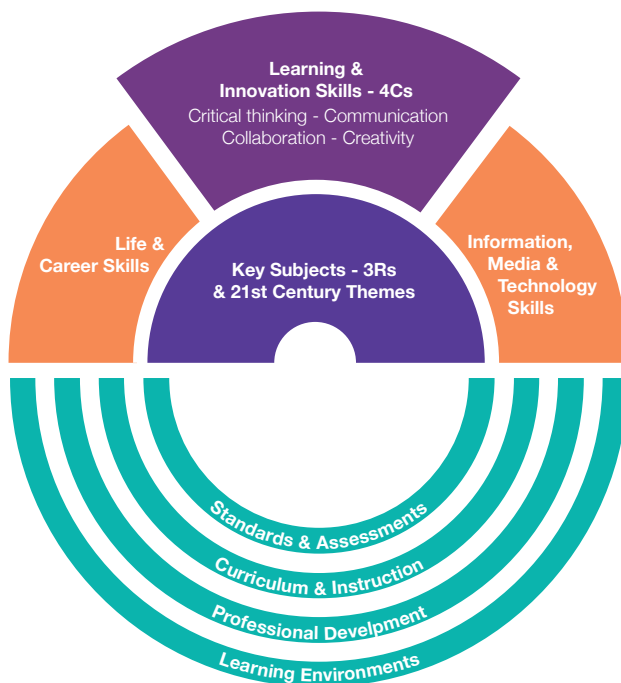 Learning &
Innovation Skills - 4Cs
Critical thinking - Communication
Collaboration - Creativity
Life &
Career Skills
Key Subjects - 3Rs
& 21st Century Themes
Information,
Media &
Technology
Skills
Standards & Assessments
Curriculum & Instruction
Professional Develpment
Learning Environments